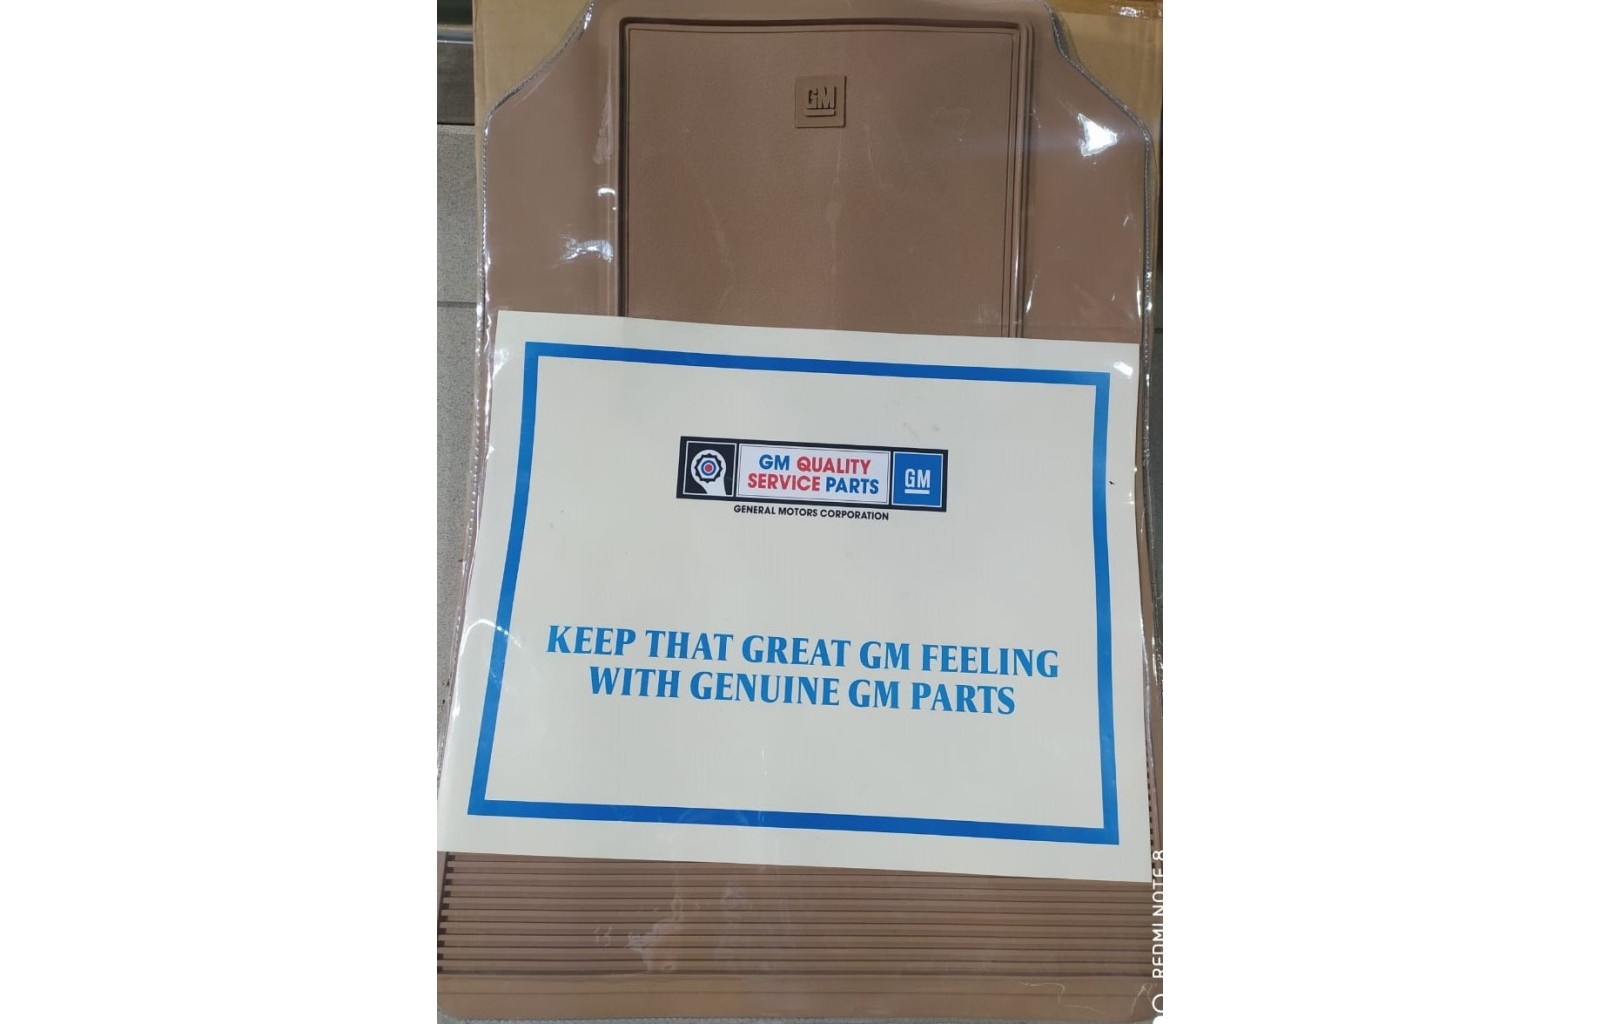 GM
GM QUALITY
SERVICE PARTS
GM
GENERAL MOTORS CORPORATION
KEEP THAT GREAT GM FEELING
WITH GENUINE GM PARTS
REDMI NOTE 8